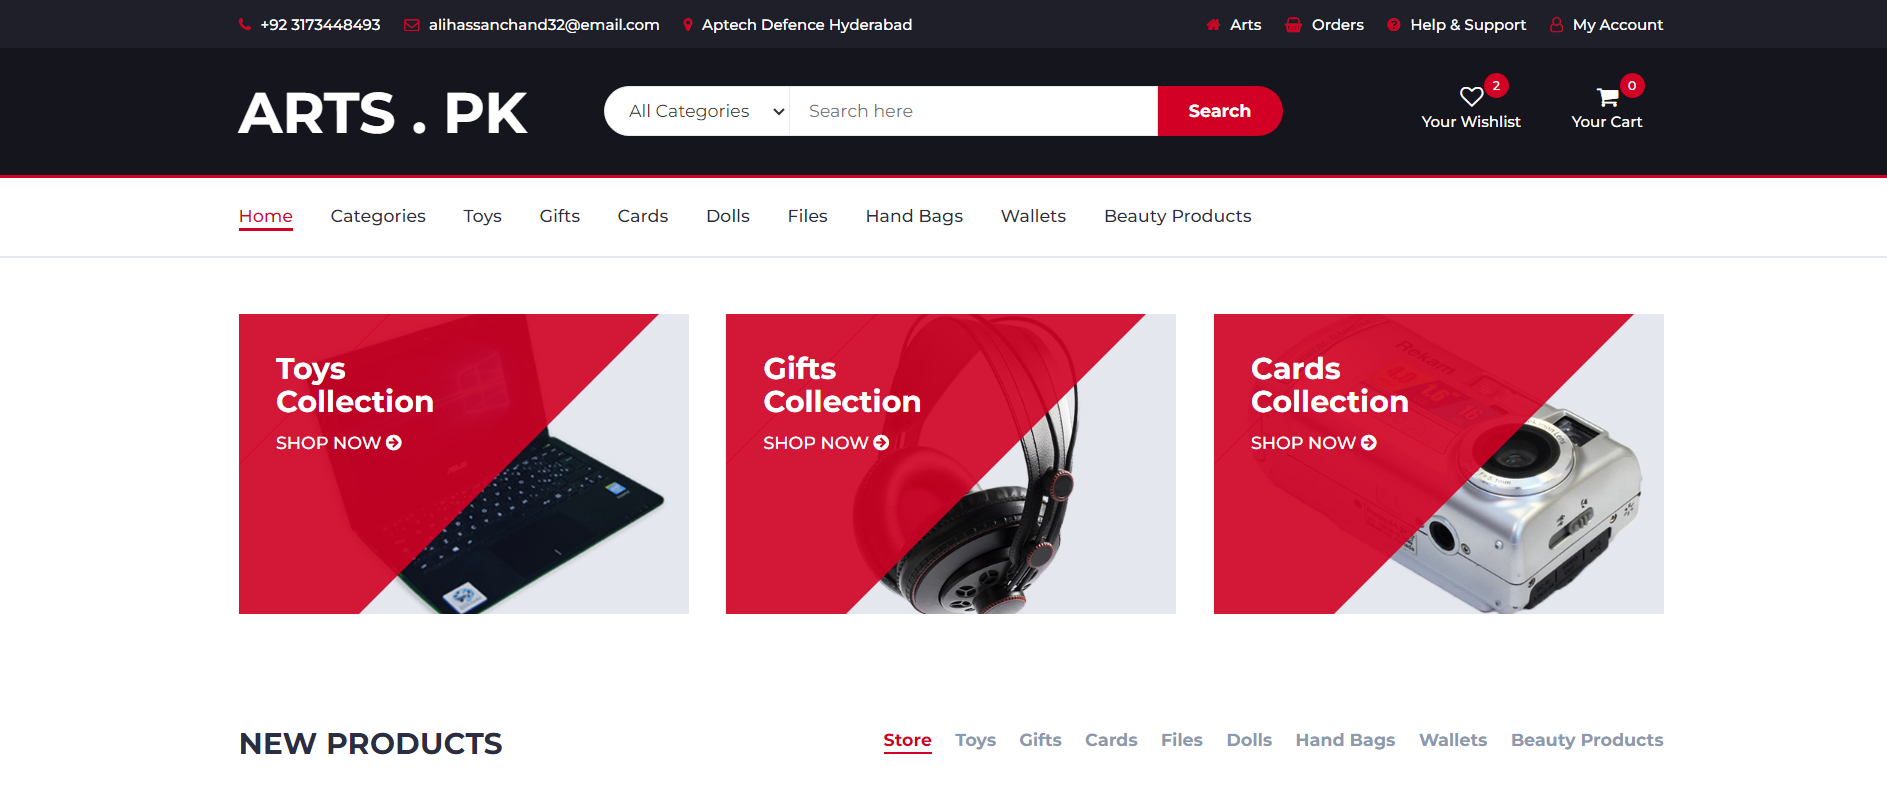 +92 3173448493 alihassanchand32@email.com Aptech Defence Hyderabad Arts Orders Help & Support My Account
ARTS . PK
All Categories Search here Search
2
Your Wishlist
0
Your Cart
Home Categories Toys Gifts Cards Dolls Files Hand Bags Wallets Beauty Products
Toys
Collection
SHOP NOW
Gifts
Collection
SHOP NOW
Cards
Collection
SHOP NOW
Rekam
NEW PRODUCTS
Store Toys Gifts Cards Files Dolls Hand Bags Wallets Beauty Products